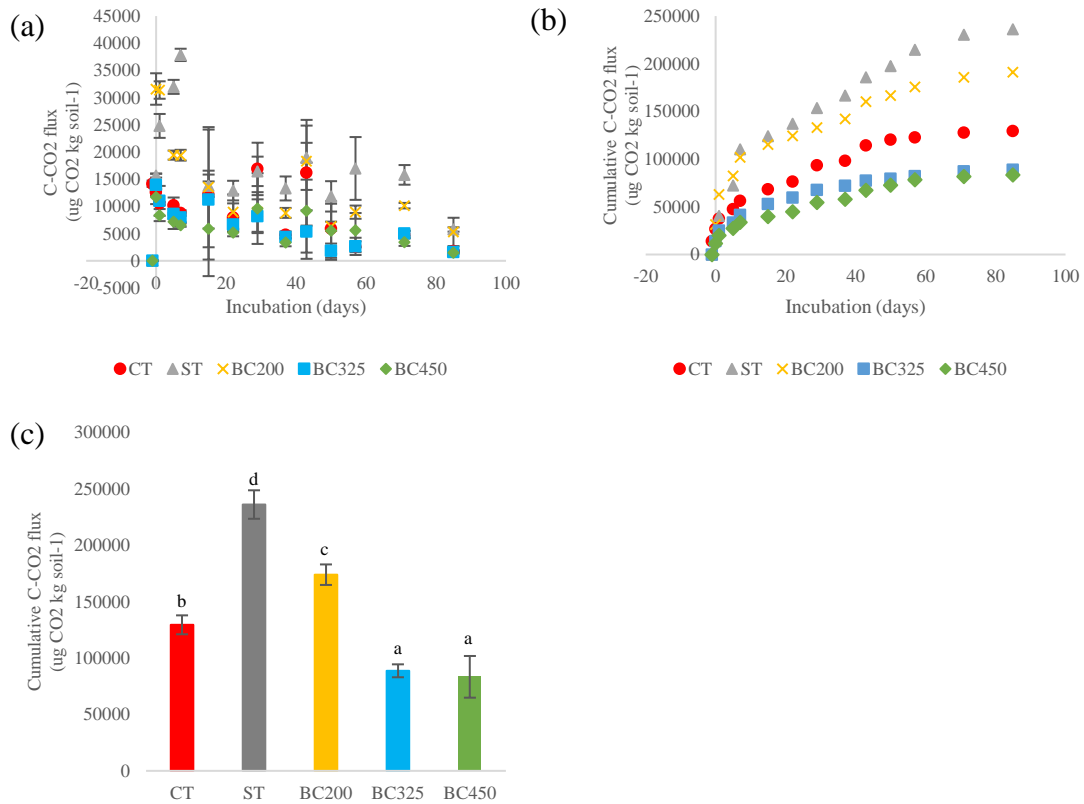 (a)
C-CO2 flux
(ug CO2 kg soil-1)
45000
40000
35000
30000
25000
20000
15000
10000
5000
0
-5000
-20
0
20
40
60
80
100
Incubation (days)
CT ST BC200 BC325 BC450
(b)
Cumulative C-CO2 flux
(ug CO2 kg soil-1)
250000
200000
150000
100000
50000
0
-20
0
20
40
60
80
100
Incubation (days)
CT ST BC200 BC325 BC450
(c)
Cumulative C-CO2 flux
(ug CO2 kg soil-1)
300000
250000
200000
150000
100000
50000
0
b
d
c
a
a
CT ST BC200 BC325 BC450